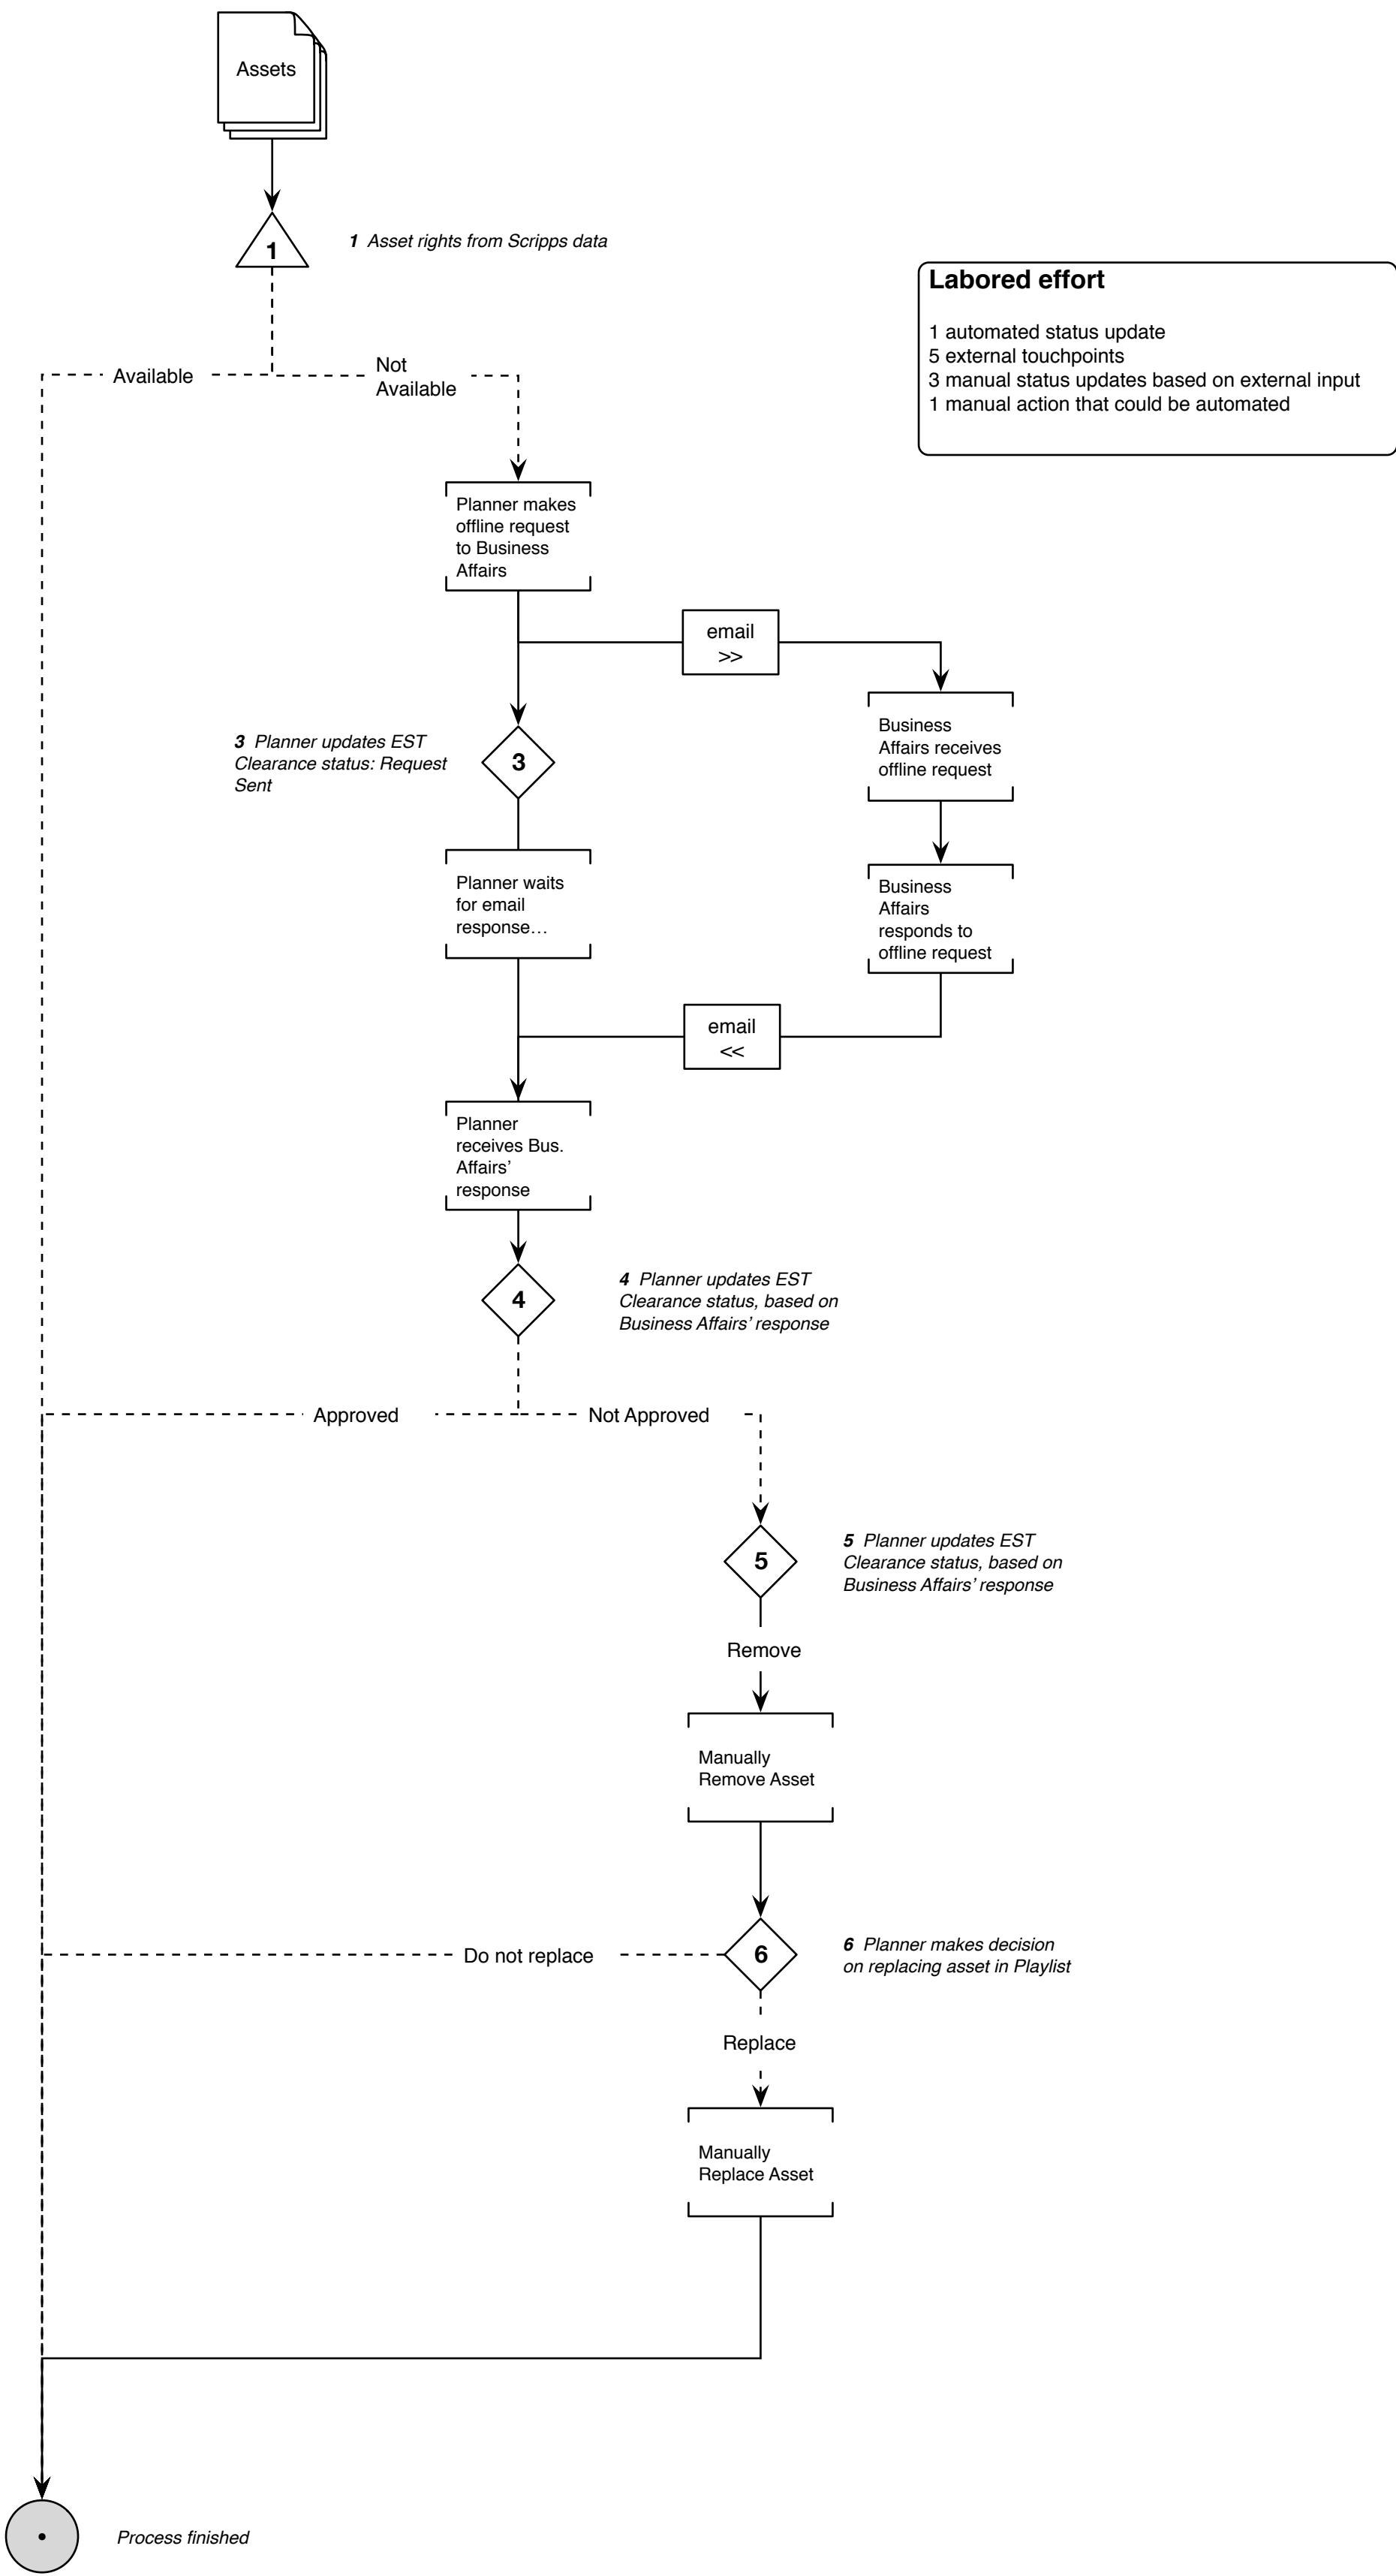 Assets
1
1 Asset rights from Scripps data
Labored effort
1 automated status update
5 external touchpoints
3 manual status updates based on external input
1 manual action that could be automated
Available
Not
Available
Planner makes
offline request
to Business
Affairs
email
>>
Business
Affairs receives
offline request
3 Planner updates EST
Clearance status: Request
Sent
3
Planner waits
for email
response…
Business
Affairs
responds to
offline request
email
<<
Planner
receives Bus.
Affairs’
response
4
4 Planner updates EST
Clearance status, based on
Business Affairs’ response
Approved
Not Approved
5
5 Planner updates EST
Clearance status, based on
Business Affairs’ response
Remove
Manually
Remove Asset
Do not replace
6
6 Planner makes decision
on replacing asset in Playlist
Replace
Manually
Replace Asset
Process finished